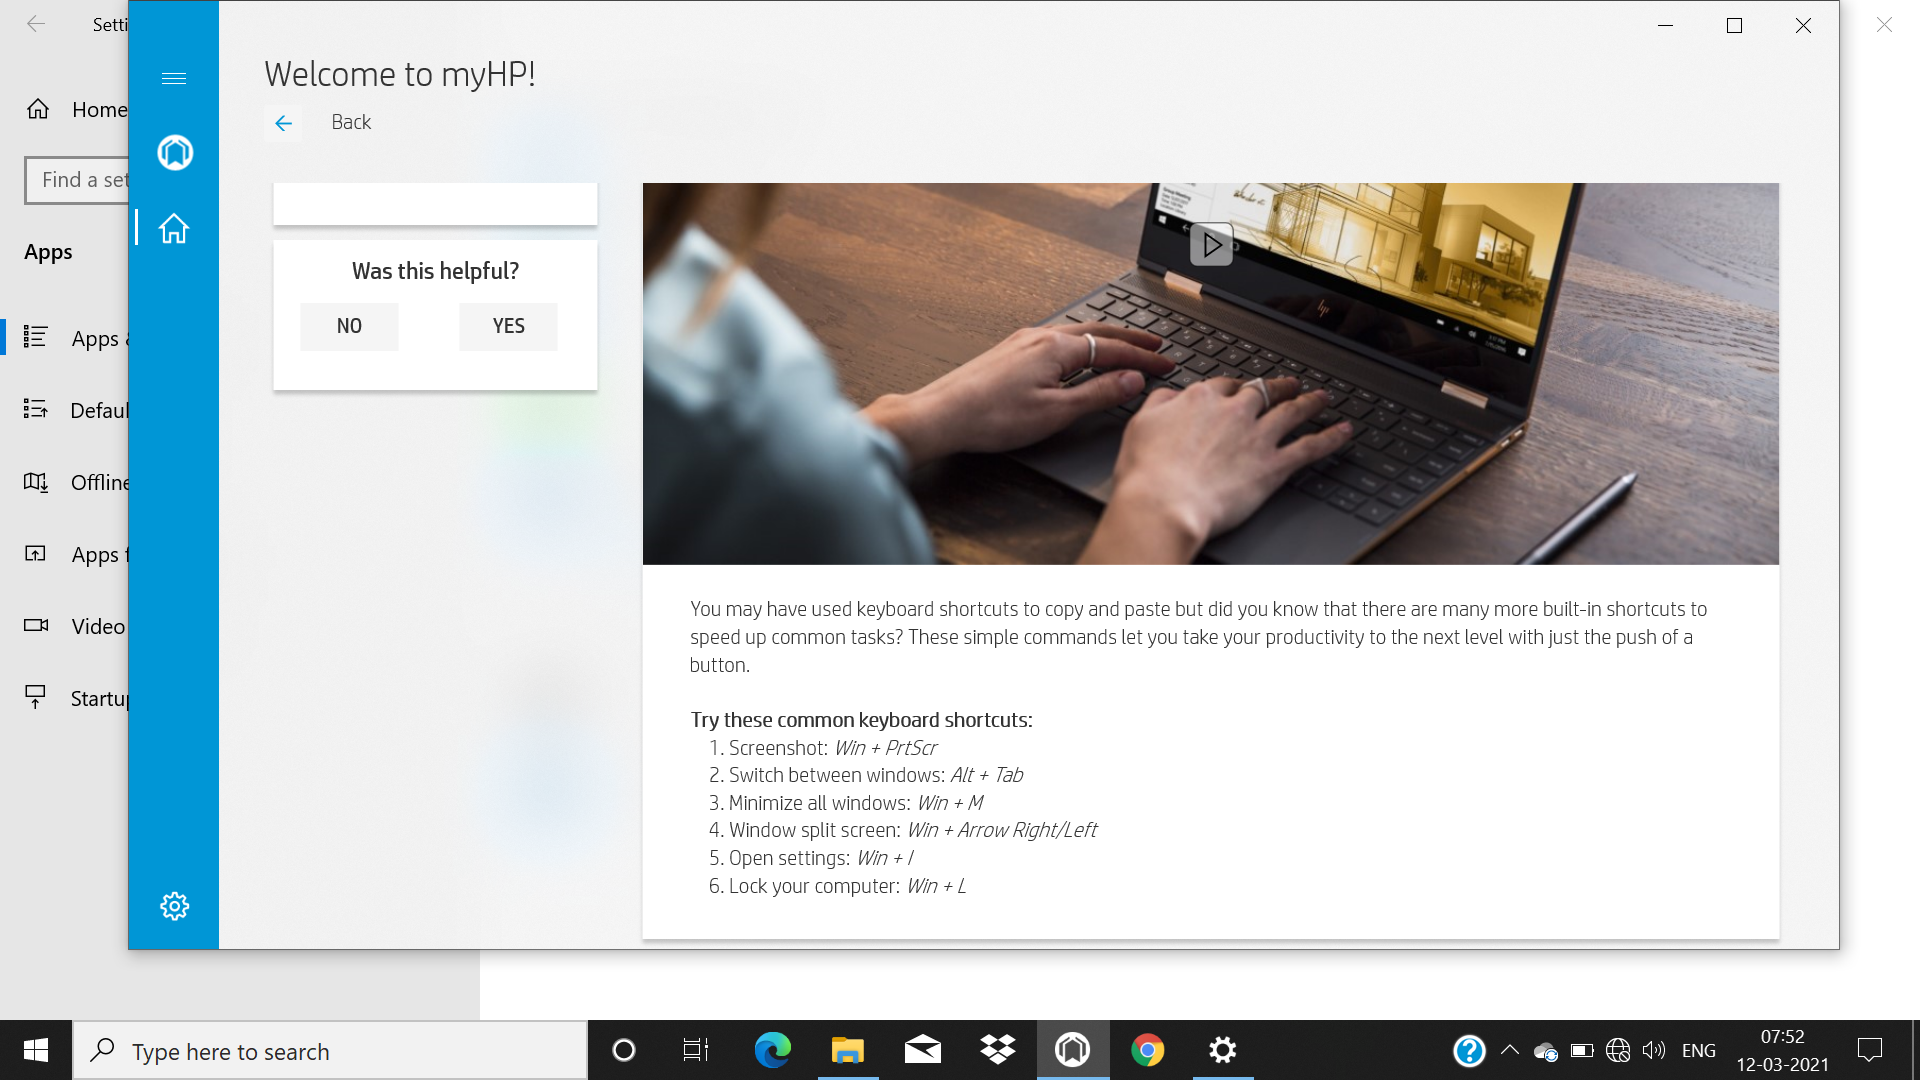 Setti
Home
Find a set
Apps
Apps &
Defaul
Offline
Apps f
Video
Startup
Welcome to myHP!
Back
Was this helpful?
NO YES
You may have used keyboard shortcuts to copy and paste but did you know that there are many more built-in shortcuts to
speed up common tasks? These simple commands let you take your productivity to the next level with just the push of a
button.
Try these common keyboard shortcuts:
1. Screenshot: Win + PrtScr
2. Switch between windows: Alt + Tab
3. Minimize all windows: Win + M
4. Window split screen: Win + Arrow Right/Left
5. Open settings: Win + I
6. Lock your computer: Win + L
Type here to search
ENG
07:52
12-03-2021